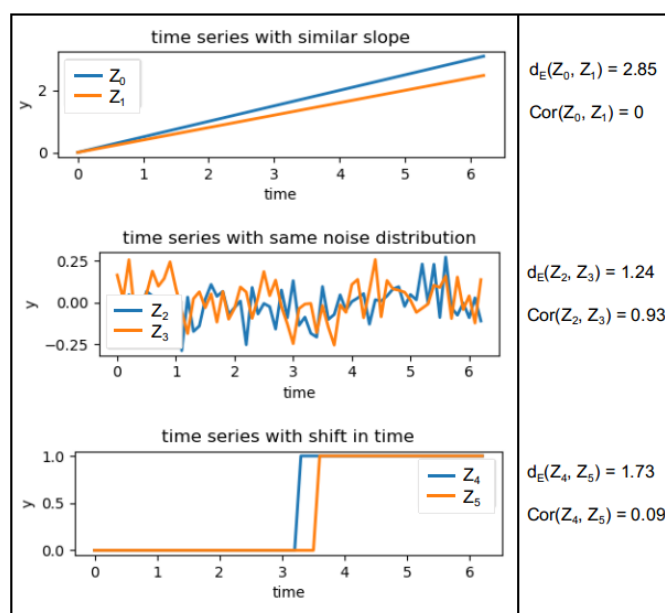 time series with similar slope
Z₀
Z₁
y
2
0
0 1 2 3 4 5 6
time
dE(Z₀, Z₁) = 2.85
Cor(Z₀, Z₁) = 0
time series with same noise distribution
0.25
0.00
−0.25
y
Z₂
Z₃
0 1 2 3 4 5 6
time
dE(Z₂, Z₃) = 1.24
Cor(Z₂, Z₃) = 0.93
time series with shift in time
1.0
0.5
0.0
y
Z₄
Z₅
0 1 2 3 4 5 6
time
dE(Z₄, Z₅) = 1.73
Cor(Z₄, Z₅) = 0.09